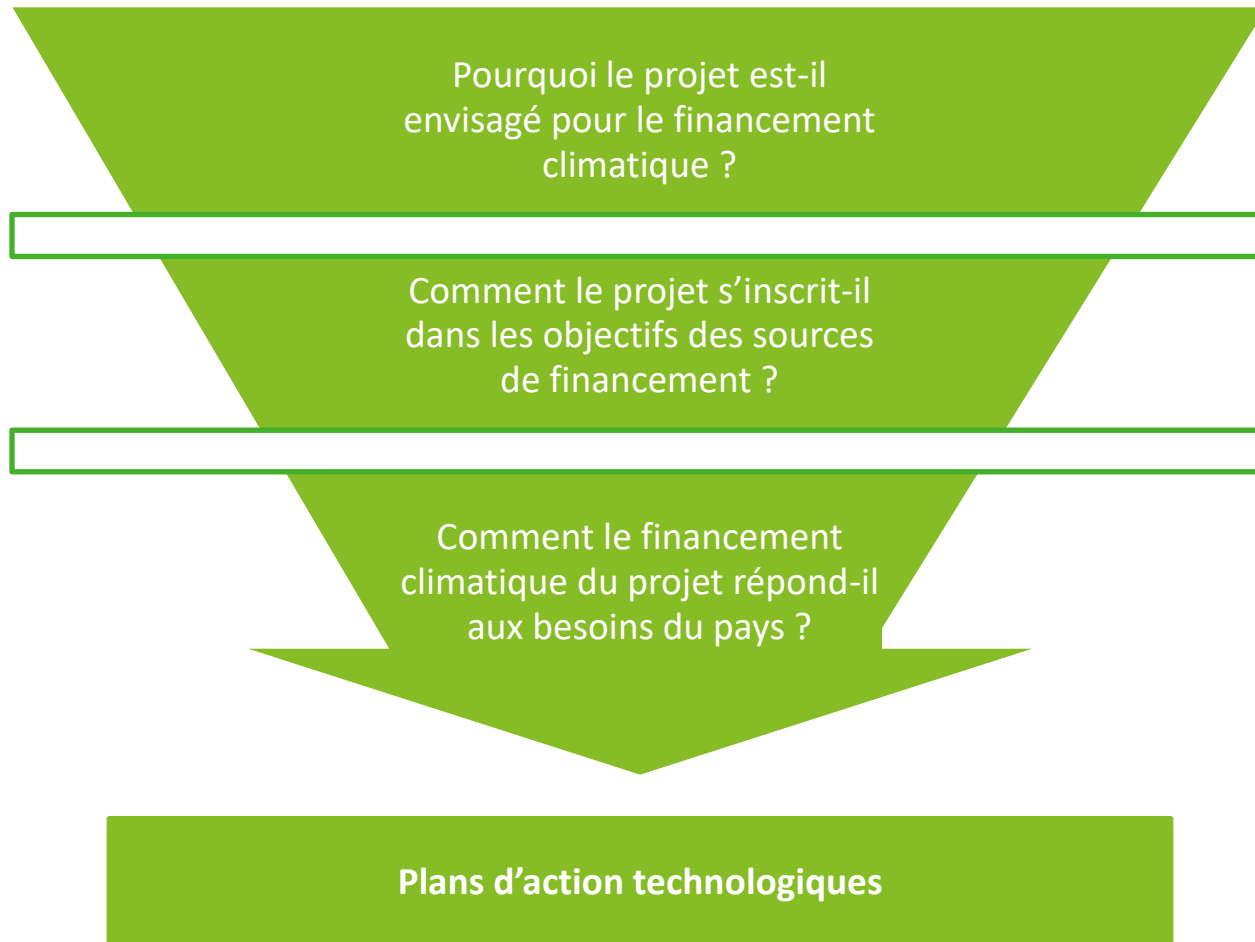 Pourquoi le projet est-il
envisagé pour le financement
climatique ?
Comment le projet s’inscrit-il
dans les objectifs des sources
de financement ?
Comment le financement
climatique du projet répond-il
aux besoins du pays ?
Plans d’action technologiques